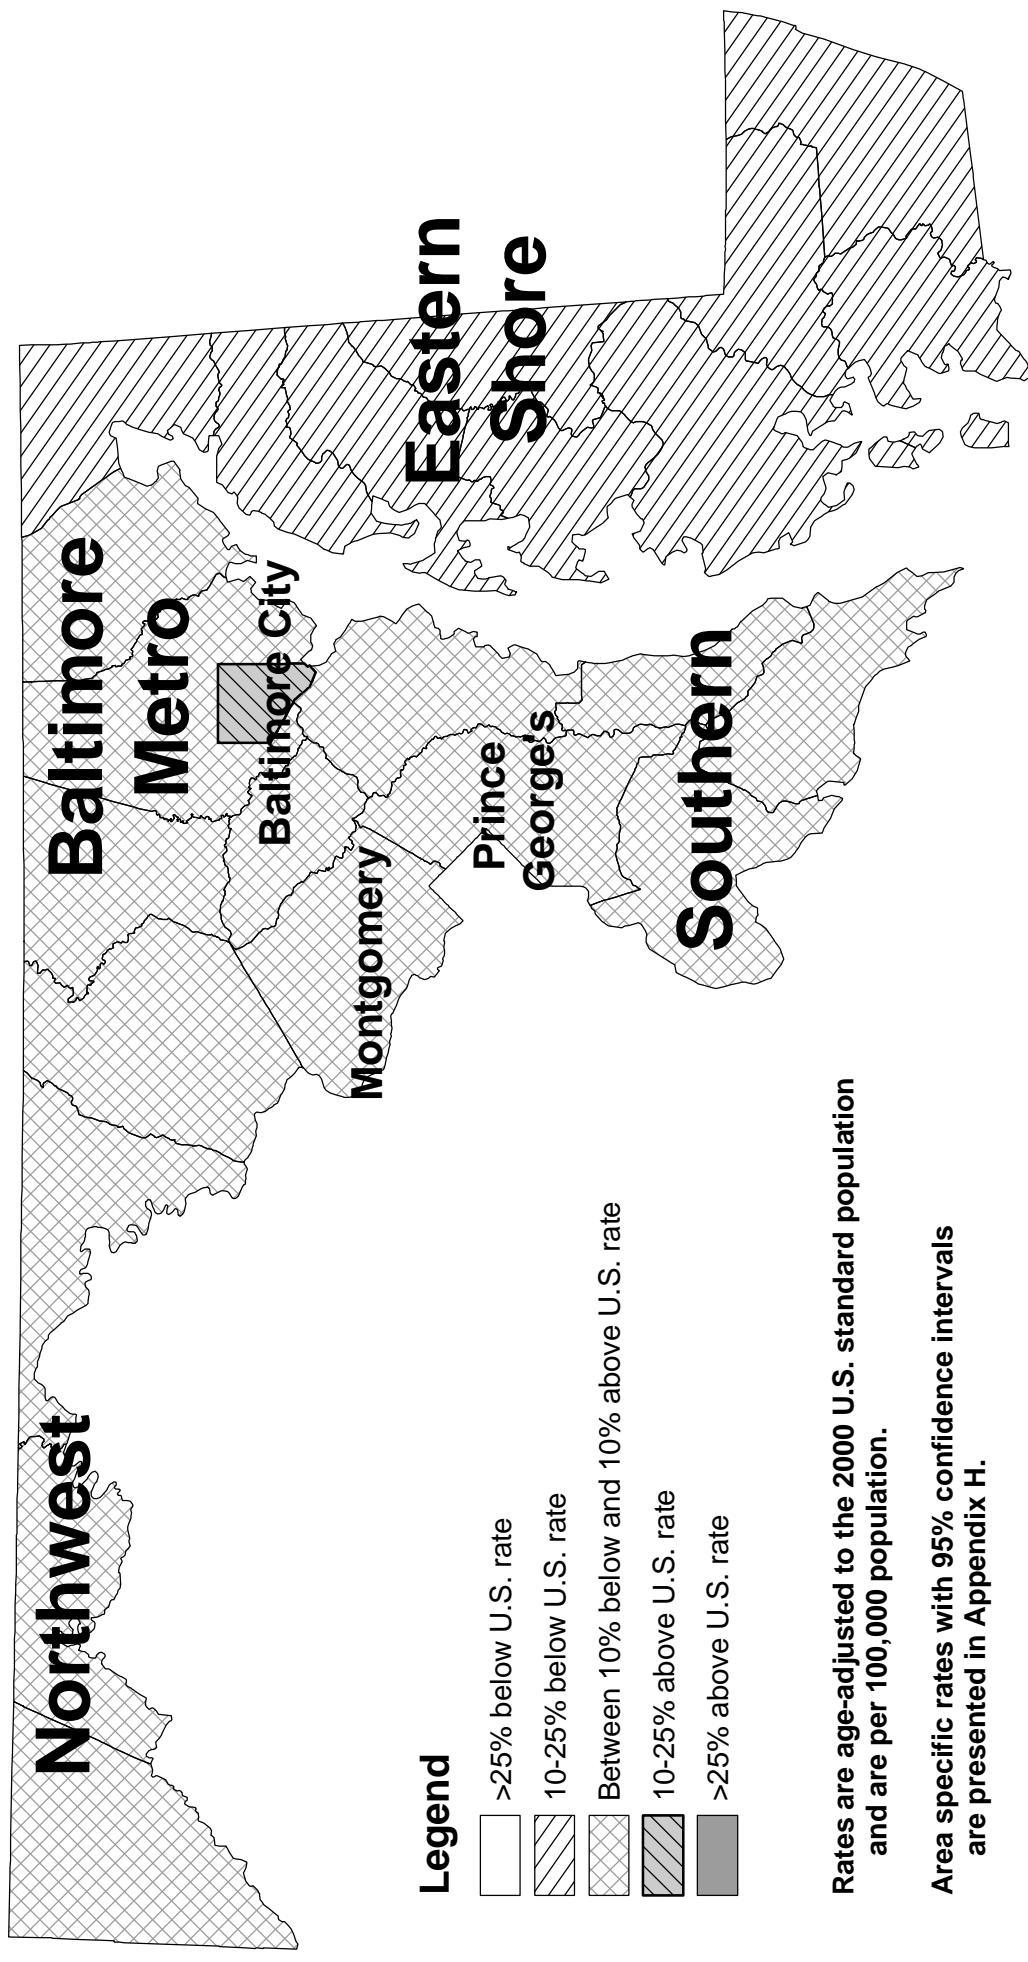 Northwest
Baltimore
Metro
Baltimore City
Montgomery
Prince
George's
Eastern
Shore
Southern
Legend
>25% below U.S. rate
10-25% below U.S. rate
Between 10% below and 10% above U.S. rate
10-25% above U.S. rate
>25% above U.S. rate
Rates are age-adjusted to the 2000 U.S. standard population
and are per 100,000 population.
Area specific rates with 95% confidence intervals
are presented in Appendix H.